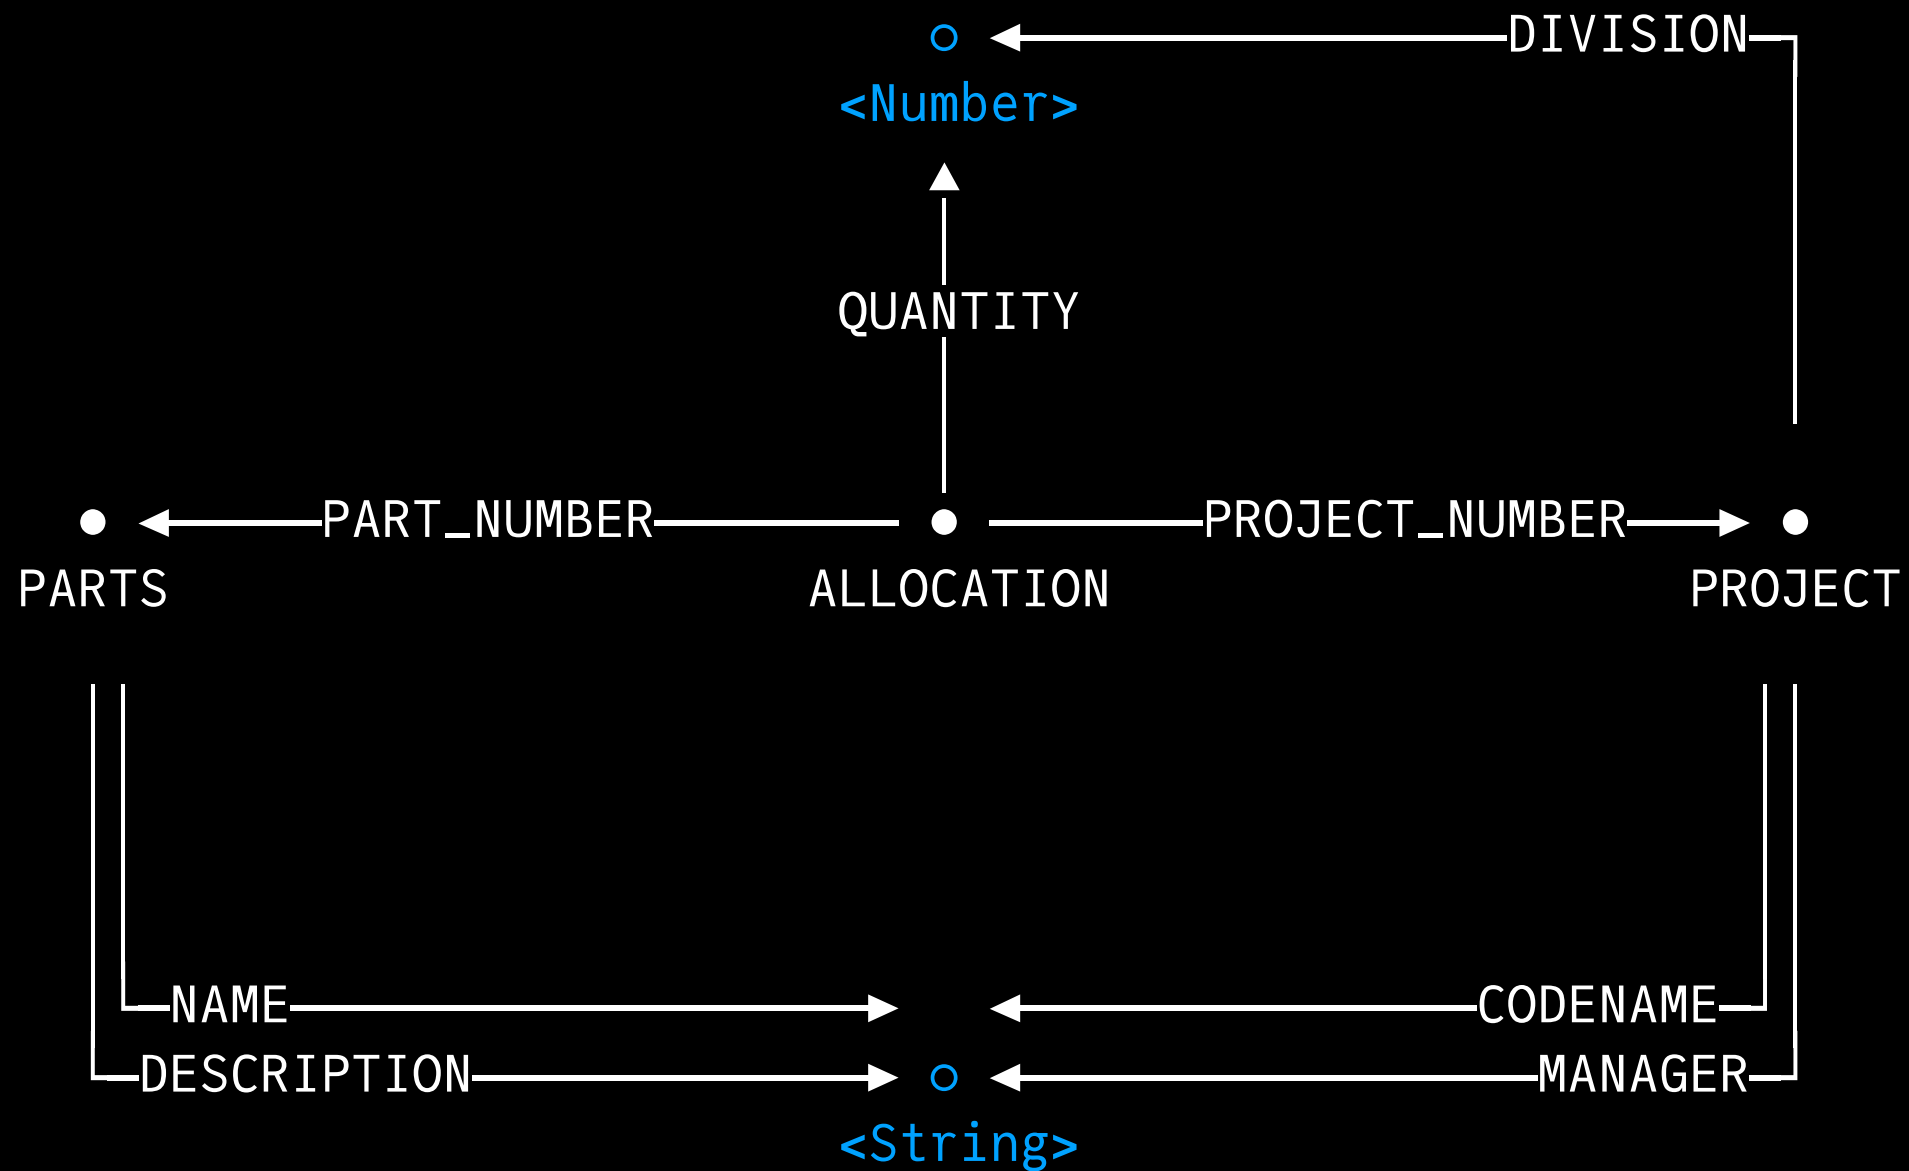 DIVISION
<Number>
QUANTITY
PART_NUMBER
PROJECT_NUMBER
PARTS
ALLOCATION
PROJECT
NAME
CODENAME
DESCRIPTION
MANAGER
<String>